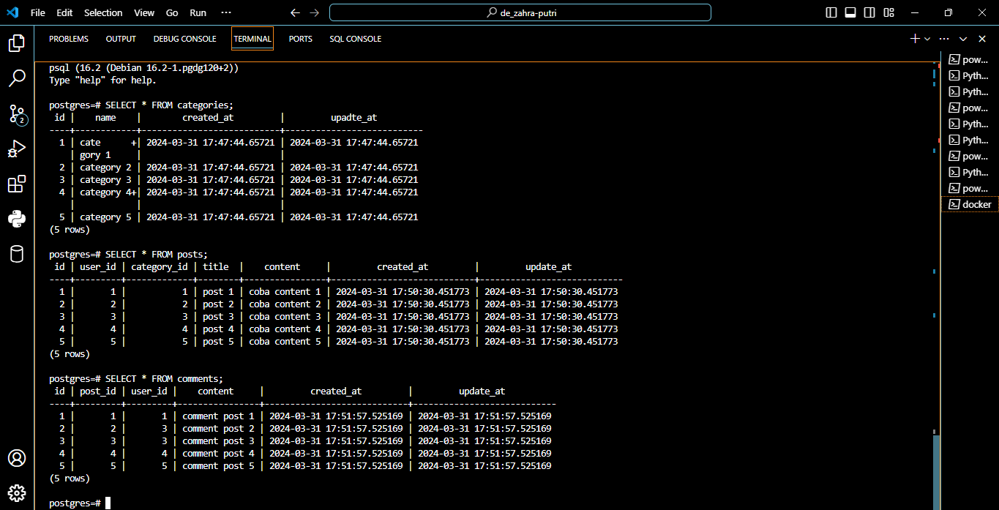 File Edit Selection View Go Run ··· de_zahra-putri
PROBLEMS OUTPUT DEBUG CONSOLE TERMINAL PORTS SQL CONSOLE
psql (16.2 (Debian 16.2-1.pgdg120+2))
Type "help" for help.
postgres=# SELECT * FROM categories;
 id |    name    |        created_at         |         upadte_at
----+------------+---------------------------+---------------------------
  1 | cate      +| 2024-03-31 17:47:44.65721 | 2024-03-31 17:47:44.65721
    | gory 1     |                           |
  2 | category 2 | 2024-03-31 17:47:44.65721 | 2024-03-31 17:47:44.65721
  3 | category 3 | 2024-03-31 17:47:44.65721 | 2024-03-31 17:47:44.65721
  4 | category 4+| 2024-03-31 17:47:44.65721 | 2024-03-31 17:47:44.65721
    |            |                           |
  5 | category 5 | 2024-03-31 17:47:44.65721 | 2024-03-31 17:47:44.65721
(5 rows)
postgres=# SELECT * FROM posts;
 id | user_id | category_id | title  |    content     |         created_at         |         update_at
----+---------+-------------+--------+----------------+----------------------------+----------------------------
  1 |       1 |           1 | post 1 | coba content 1 | 2024-03-31 17:50:30.451773 | 2024-03-31 17:50:30.451773
  2 |       2 |           2 | post 2 | coba content 2 | 2024-03-31 17:50:30.451773 | 2024-03-31 17:50:30.451773
  3 |       3 |           3 | post 3 | coba content 3 | 2024-03-31 17:50:30.451773 | 2024-03-31 17:50:30.451773
  4 |       4 |           4 | post 4 | coba content 4 | 2024-03-31 17:50:30.451773 | 2024-03-31 17:50:30.451773
  5 |       5 |           5 | post 5 | coba content 5 | 2024-03-31 17:50:30.451773 | 2024-03-31 17:50:30.451773
(5 rows)
postgres=# SELECT * FROM comments;
 id | post_id | user_id |    content     |         created_at         |         update_at
----+---------+---------+----------------+----------------------------+----------------------------
  1 |       1 |       1 | comment post 1 | 2024-03-31 17:51:57.525169 | 2024-03-31 17:51:57.525169
  2 |       2 |       3 | comment post 2 | 2024-03-31 17:51:57.525169 | 2024-03-31 17:51:57.525169
  3 |       3 |       3 | comment post 3 | 2024-03-31 17:51:57.525169 | 2024-03-31 17:51:57.525169
  4 |       4 |       4 | comment post 4 | 2024-03-31 17:51:57.525169 | 2024-03-31 17:51:57.525169
  5 |       5 |       5 | comment post 5 | 2024-03-31 17:51:57.525169 | 2024-03-31 17:51:57.525169
(5 rows)
postgres=#
pow...
Pyth...
Pyth...
pow...
Pyth...
Pyth...
pow...
Pyth...
pow...
docker
2